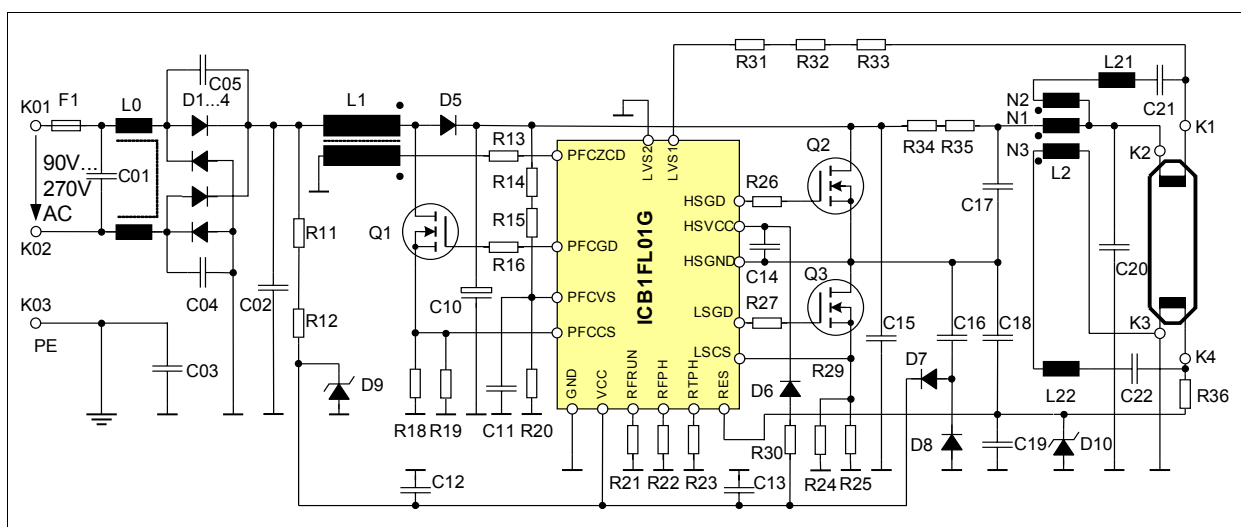 R31
R32
R33
L21
C05
C21
K01
F1
L0
D1...4
L1
D5
N2
N1
N3
K1
K2
R13
PFCZCD
LVS2
LVS1
Q2
R34
R35
L2
90V...
270V
AC
C01
R14
R26
HSGD
R15
HSVCC
C17
R11
Q1
PFCGD
R16
C14
HSGND
ICB1FL01G
K02
C04
C02
C10
PFCVS
Q3
R27
LSGD
C20
K03
PE
R12
PFCCS
C15
C16
C18
K3
LSCS
R29
D7
K4
C03
D9
GND
VCC
RFRUN
RFPH
RTPH
RES
D6
L22
C22
R36
R18
R19
C11
R20
R30
D8
C19
D10
C12
R21
R22
R23
C13
R24
R25